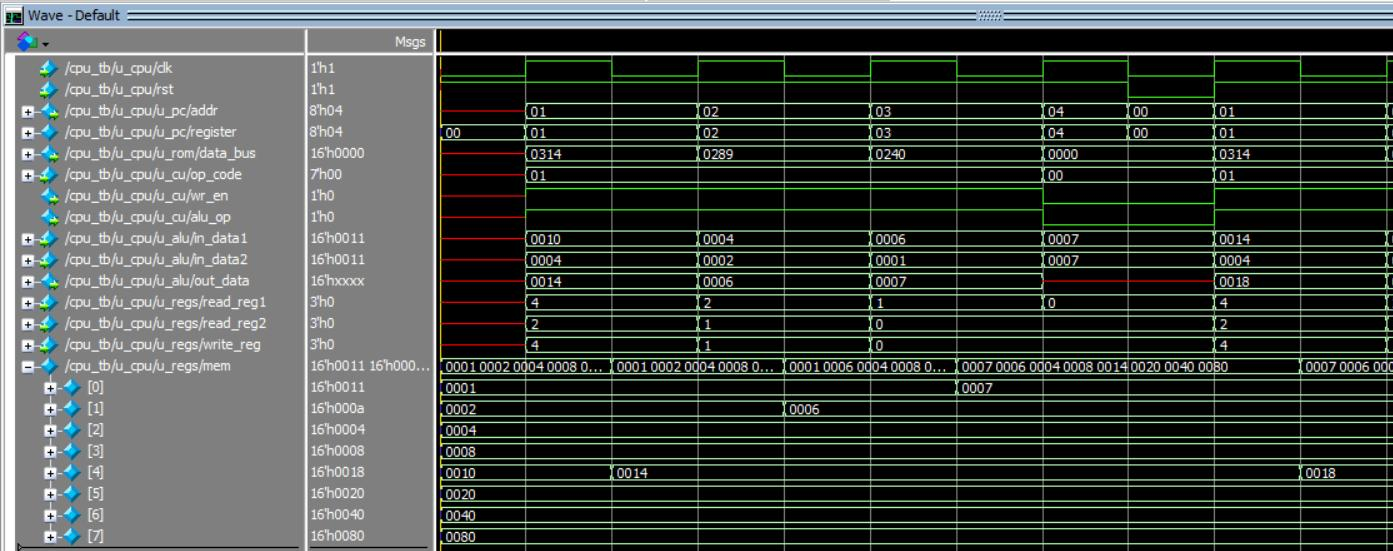 Wave - Default
Msgs
/cpu_tb/u_cpu/clk 1'h1
/cpu_tb/u_cpu/rst 1'h1
/cpu_tb/u_cpu/u_pc/addr 8'h04 01 02 03 04 00 01
/cpu_tb/u_cpu/u_pc/register 8'h04 00 01 02 03 04 00 01
/cpu_tb/u_cpu/u_rom/data_bus 16'h0000 0314 0289 0240 0000 0314
/cpu_tb/u_cpu/u_cu/op_code 7'h00 01 00 01
/cpu_tb/u_cpu/u_cu/wr_en 1'h0
/cpu_tb/u_cpu/u_cu/alu_op 1'h0
/cpu_tb/u_cpu/u_alu/in_data1 16'h0011 0010 0004 0006 0007 0014
/cpu_tb/u_cpu/u_alu/in_data2 16'h0011 0004 0002 0001 0007 0004
/cpu_tb/u_cpu/u_alu/out_data 16'hxxxx 0014 0006 0007 0018
/cpu_tb/u_cpu/u_regs/read_reg1 3'h0 4 2 1 0 4
/cpu_tb/u_cpu/u_regs/read_reg2 3'h0 2 1 0 2
/cpu_tb/u_cpu/u_regs/write_reg 3'h0 4 1 0 4
/cpu_tb/u_cpu/u_regs/mem 16'h0011 16'h000... 0001 0002 0004 0008 0... 0001 0002 0004 0008 0... 0001 0006 0004 0008 0... 0007 0006 0004 0008 0014 0020 0040 0080 0007 0006 000
[0] 16'h0011 0001 0007
[1] 16'h000a 0002 0006
[2] 16'h0004 0004
[3] 16'h0008 0008
[4] 16'h0018 0010 0014 0018
[5] 16'h0020 0020
[6] 16'h0040 0040
[7] 16'h0080 0080